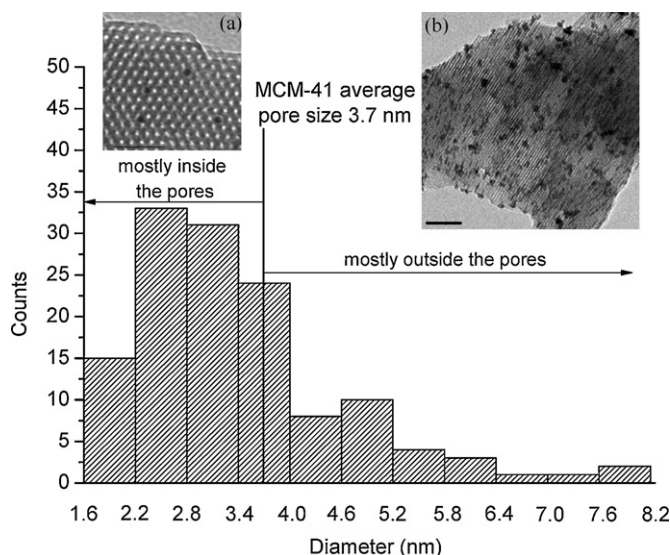 (a)
(b)
MCM-41 average
pore size 3.7 nm
mostly inside
the pores
mostly outside the pores
Counts
50
45
40
35
30
25
20
15
10
5
0
1.6 2.2 2.8 3.4 4.0 4.6 5.2 5.8 6.4 7.0 7.6 8.2
Diameter (nm)